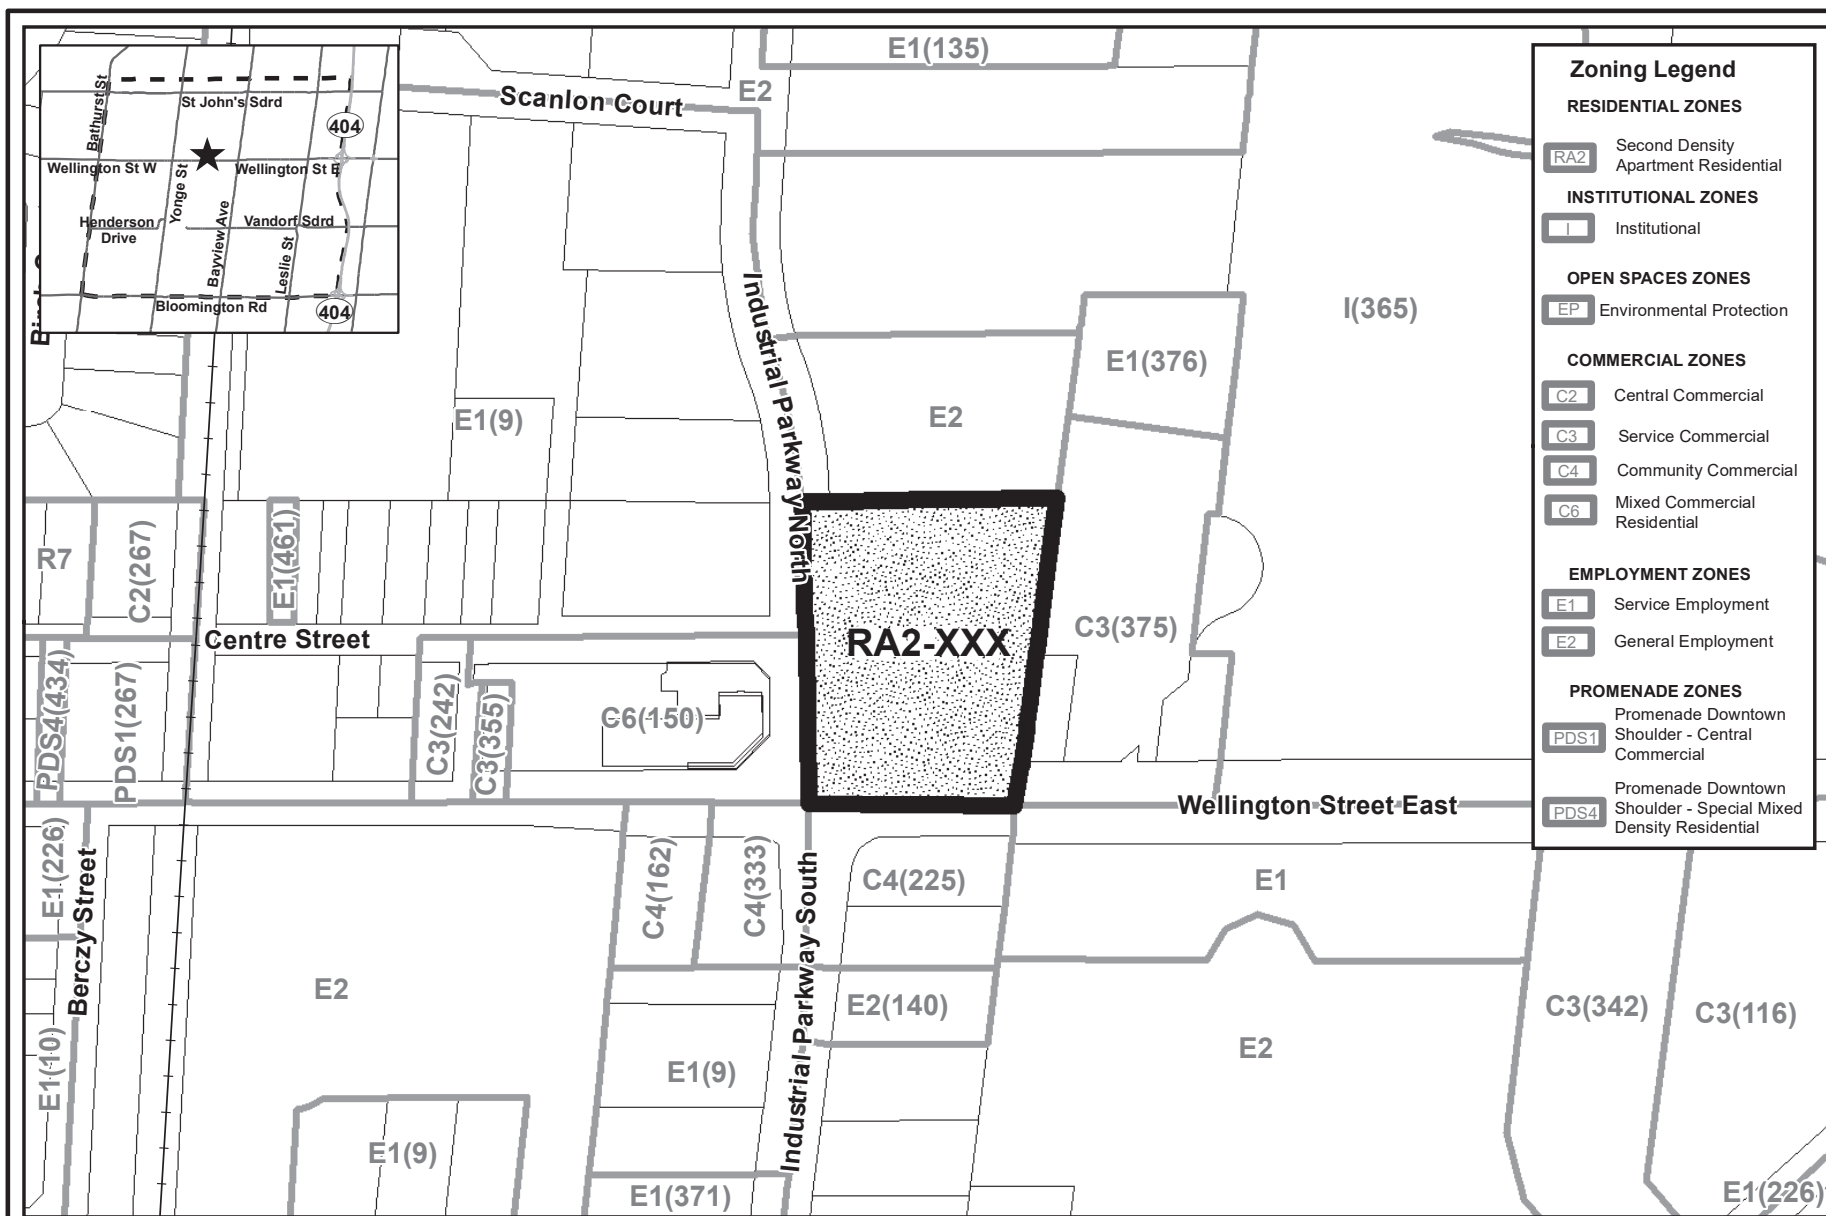 St John's Sdrd
Bathurst St
404
Wellington St W
Wellington St E
Yonge St
Henderson
Drive
Vandorf Sdrd
Bayview Ave
Leslie St
Bloomington Rd
404
E1(135)
E2
Scanlon Court
Industrial Parkway North
I(365)
E1(376)
E1(9)
E2
R7
C2(267)
E1(461)
Centre Street
RA2-XXX
C3(375)
PDS4(434)
PDS1(267)
C3(242)
C3(355)
C6(150)
Wellington Street East
E1(226)
Berczy Street
C4(162)
C4(333)
Industrial Parkway South
C4(225)
E1
E2
E2(140)
C3(342)
C3(116)
E1(10)
E1(9)
E2
E1(9)
E1(371)
E1(226)
Zoning Legend
RESIDENTIAL ZONES
RA2 Second Density
Apartment Residential
INSTITUTIONAL ZONES
I Institutional
OPEN SPACES ZONES
EP Environmental Protection
COMMERCIAL ZONES
C2 Central Commercial
C3 Service Commercial
C4 Community Commercial
C6 Mixed Commercial
Residential
EMPLOYMENT ZONES
E1 Service Employment
E2 General Employment
PROMENADE ZONES
PDS1 Promenade Downtown
Shoulder - Central
Commercial
PDS4 Promenade Downtown
Shoulder - Special Mixed
Density Residential